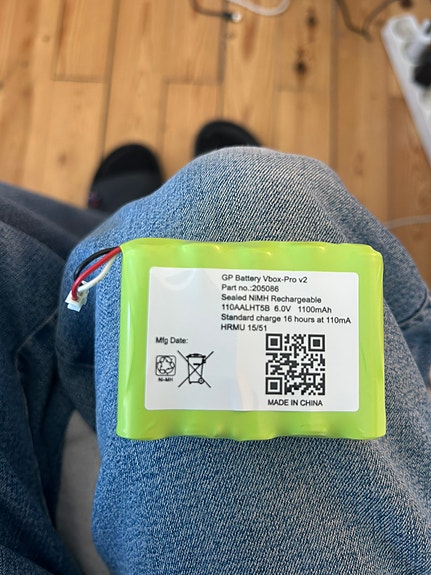 GP Battery Vbox-Pro v2
Part no.:205086
Sealed NiMH Rechargeable
110AALHT5B 6.0V 1100mAh
Standard charge 16 hours at 110mA
HRMU 15/51
Mfg Date:
Ni-MH
MADE IN CHINA